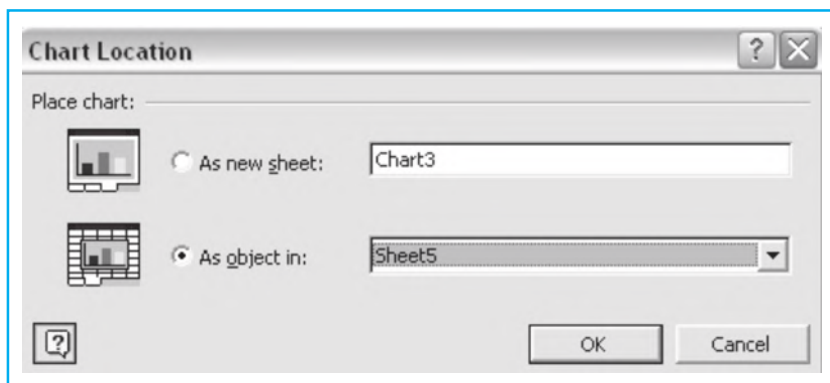 Chart Location
Place chart:
As new sheet: Chart3
As object in: Sheet5
OK Cancel